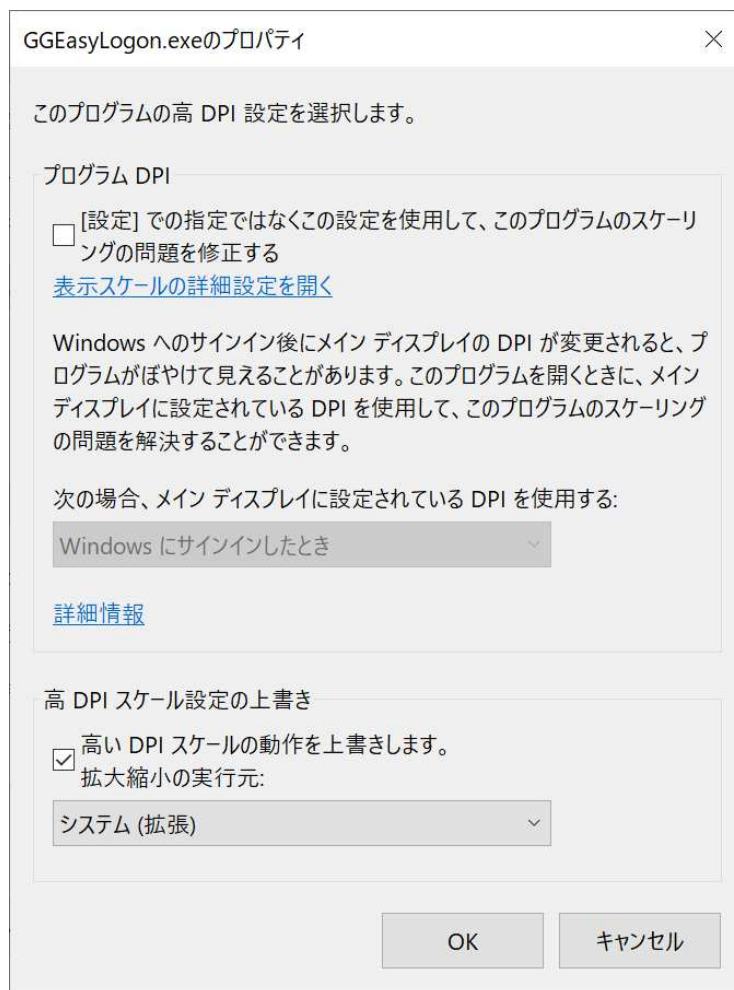 GGEasyLogon.exeのプロパティ
このプログラムの高 DPI 設定を選択します。
プログラム DPI
[設定] での指定ではなくこの設定を使用して、このプログラムのスケーリ
ングの問題を修正する
表示スケールの詳細設定を開く
Windows へのサインイン後にメイン ディスプレイの DPI が変更されると、プ
ログラムがぼやけて見えることがあります。このプログラムを開くときに、メイン
ディスプレイに設定されている DPI を使用して、このプログラムのスケーリング
の問題を解決することができます。
次の場合、メイン ディスプレイに設定されている DPI を使用する:
Windows にサインインしたとき
詳細情報
高 DPI スケール設定の上書き
高い DPI スケールの動作を上書きします。
拡大縮小の実行元:
システム (拡張)
OK
キャンセル